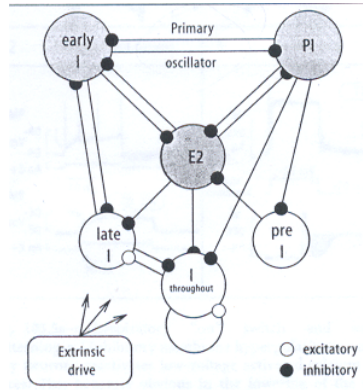 Primary
oscillator
early
I
PI
E2
late
I
pre
I
I
throughout
Extrinsic
drive
excitatory
inhibitory